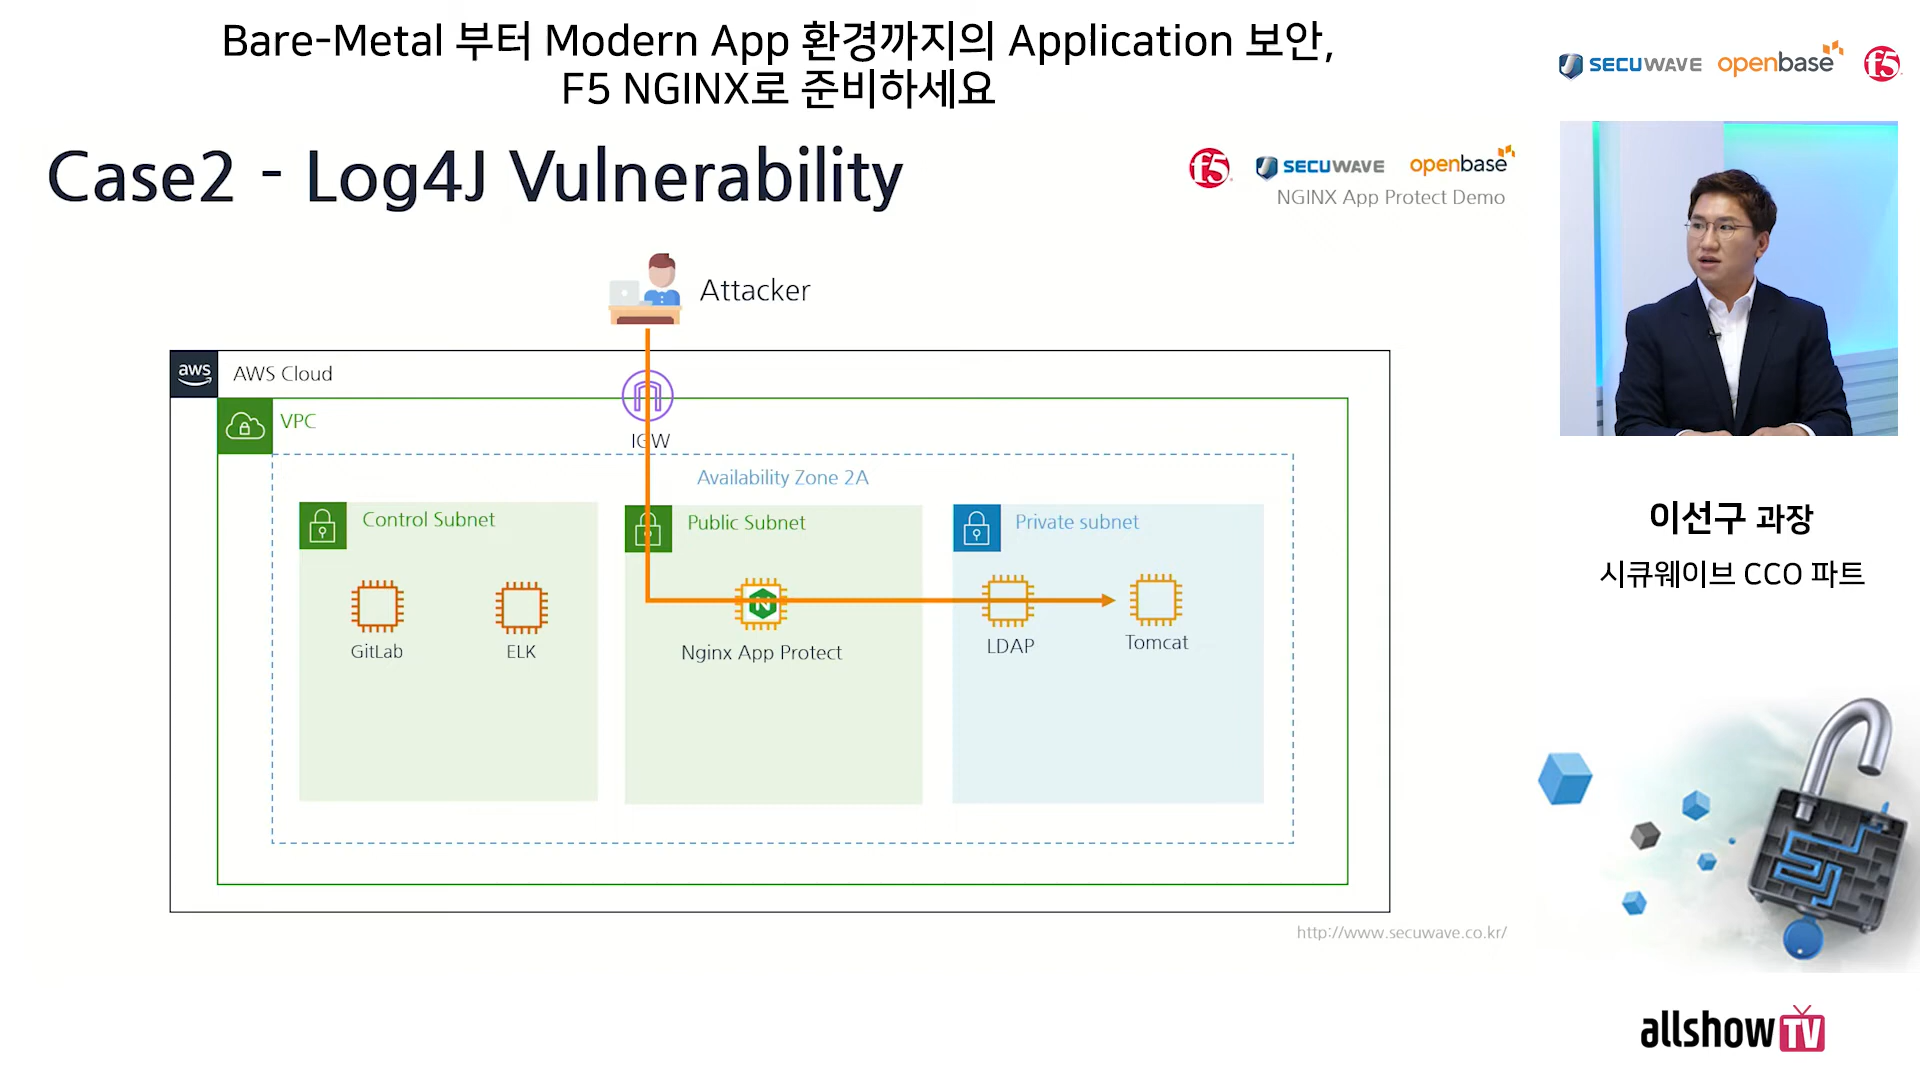 Bare-Metal 부터 Modern App 환경까지의 Application 보안,
F5 NGINX로 준비하세요
SECUWAVE openbase f5
Case2 - Log4J Vulnerability
f5 SECUWAVE openbase
NGINX App Protect Demo
Attacker
aws AWS Cloud
VPC
IGW
Availability Zone 2A
Control Subnet
Public Subnet
Private subnet
GitLab
ELK
Nginx App Protect
LDAP
Tomcat
http://www.secuwave.co.kr/
이선구 과장
시큐웨이브 CCO 파트
allshowTV